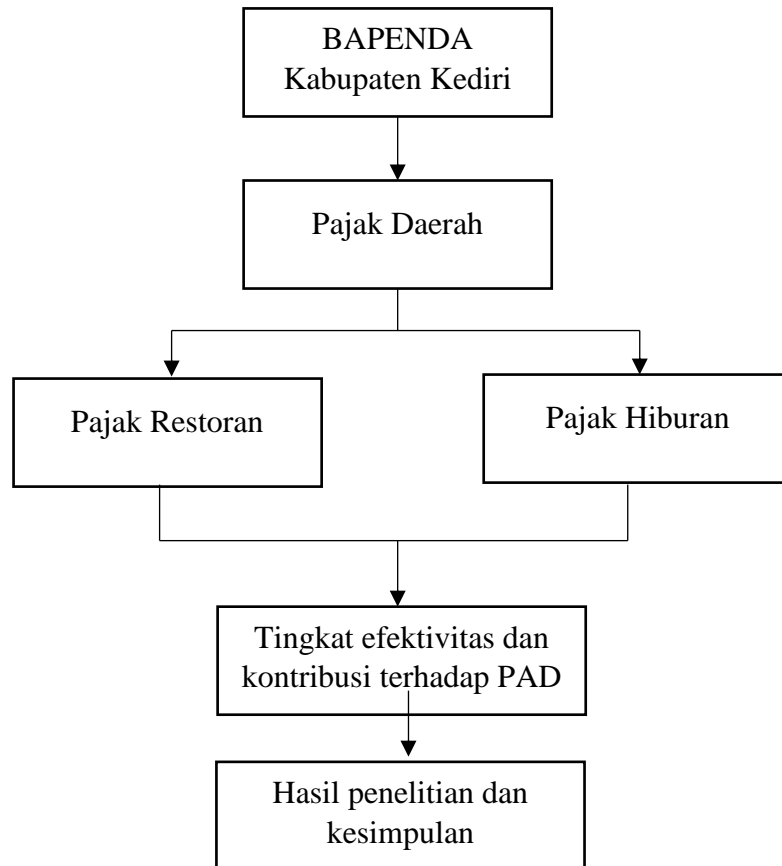 BAPENDA
Kabupaten Kediri
Pajak Daerah
Pajak Restoran
Pajak Hiburan
Tingkat efektivitas dan
kontribusi terhadap PAD
Hasil penelitian dan
kesimpulan